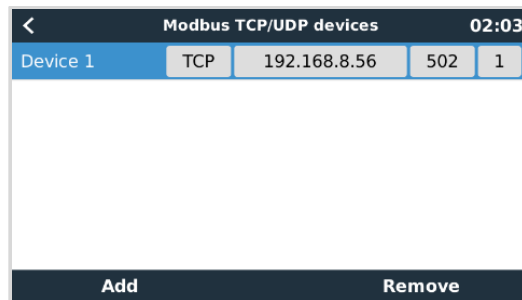 Modbus TCP/UDP devices 02:03
Device 1 TCP 192.168.8.56 502 1
Add Remove